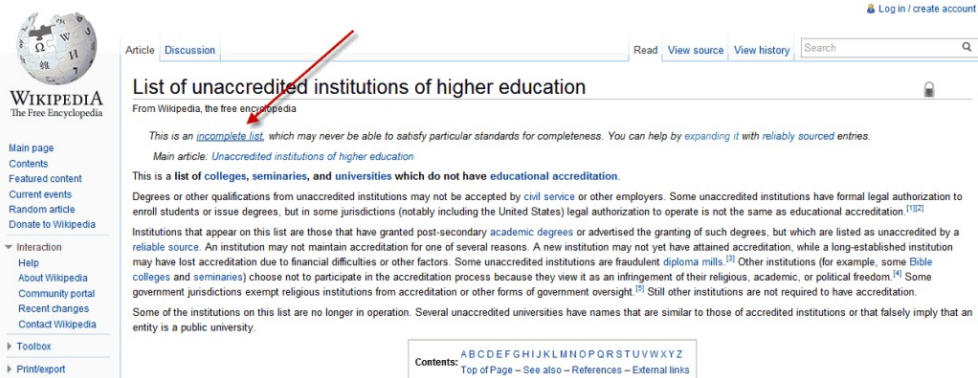 Log in / create account
Article Discussion Read View source View history Search
WIKIPEDIA
The Free Encyclopedia
Main page
Contents
Featured content
Current events
Random article
Donate to Wikipedia
Interaction
Help
About Wikipedia
Community portal
Recent changes
Contact Wikipedia
Toolbox
Print/export
List of unaccredited institutions of higher education
From Wikipedia, the free encyclopedia
This is an incomplete list, which may never be able to satisfy particular standards for completeness. You can help by expanding it with reliably sourced entries.
Main article: Unaccredited institutions of higher education
This is a list of colleges, seminaries, and universities which do not have educational accreditation.
Degrees or other qualifications from unaccredited institutions may not be accepted by civil service or other employers. Some unaccredited institutions have formal legal authorization to
enroll students or issue degrees, but in some jurisdictions (notably including the United States) legal authorization to operate is not the same as educational accreditation.[1][2]
Institutions that appear on this list are those that have granted post-secondary academic degrees or advertised the granting of such degrees, but which are listed as unaccredited by a
reliable source. An institution may not maintain accreditation for one of several reasons. A new institution may not yet have attained accreditation, while a long-established institution
may have lost accreditation due to financial difficulties or other factors. Some unaccredited institutions are fraudulent diploma mills.[3] Other institutions (for example, some Bible
colleges and seminaries) choose not to participate in the accreditation process because they view it as an infringement of their religious, academic, or political freedom.[4] Some
government jurisdictions exempt religious institutions from accreditation or other forms of government oversight.[5] Still other institutions are not required to have accreditation.
Some of the institutions on this list are no longer in operation. Several unaccredited universities have names that are similar to those of accredited institutions or that falsely imply that an
entity is a public university.
Contents: A B C D E F G H I J K L M N O P Q R S T U V W X Y Z
Top of Page – See also – References – External links